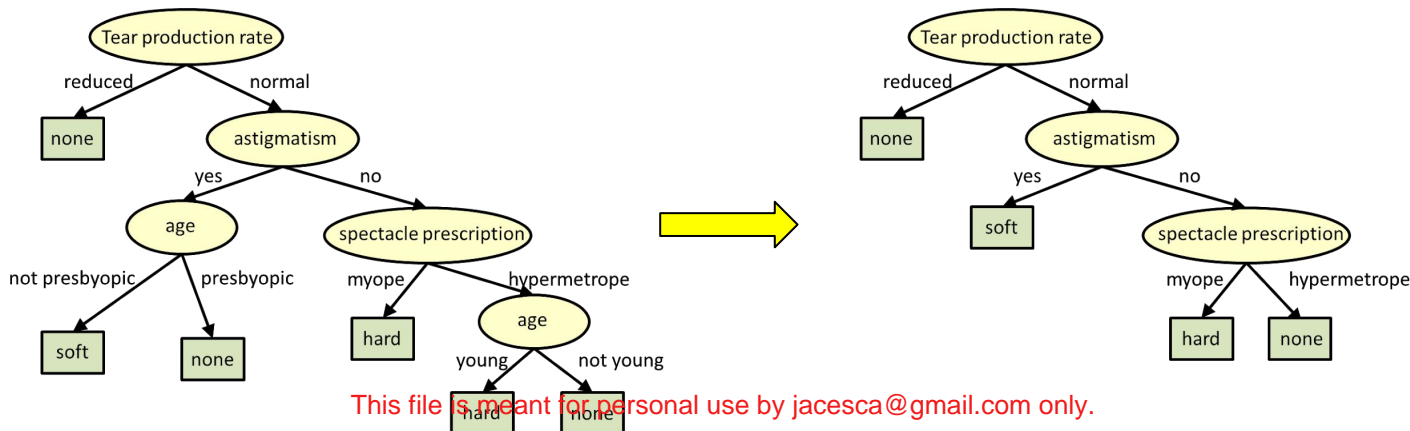 Tear production rate
reduced
normal
none
astigmatism
yes
no
age
spectacle prescription
not presbyopic
presbyopic
myope
hypermetrope
soft
none
hard
age
young
not young
hard
none
Tear production rate
reduced
normal
none
astigmatism
yes
no
soft
spectacle prescription
myope
hypermetrope
hard
none
This file is meant for personal use by jacesca@gmail.com only.